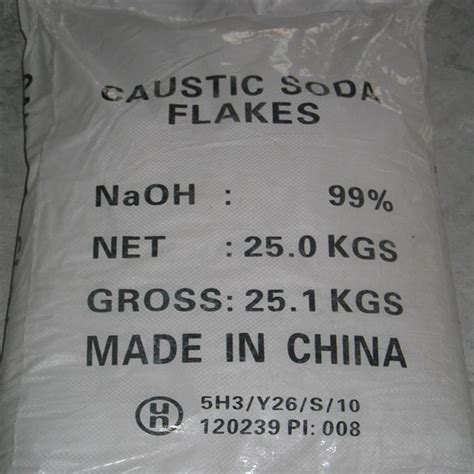 CAUSTIC SODA
FLAKES
NaOH : 99%
NET : 25.0 KGS
GROSS: 25.1 KGS
MADE IN CHINA
un 5H3/Y26/S/10
120239 PI: 008